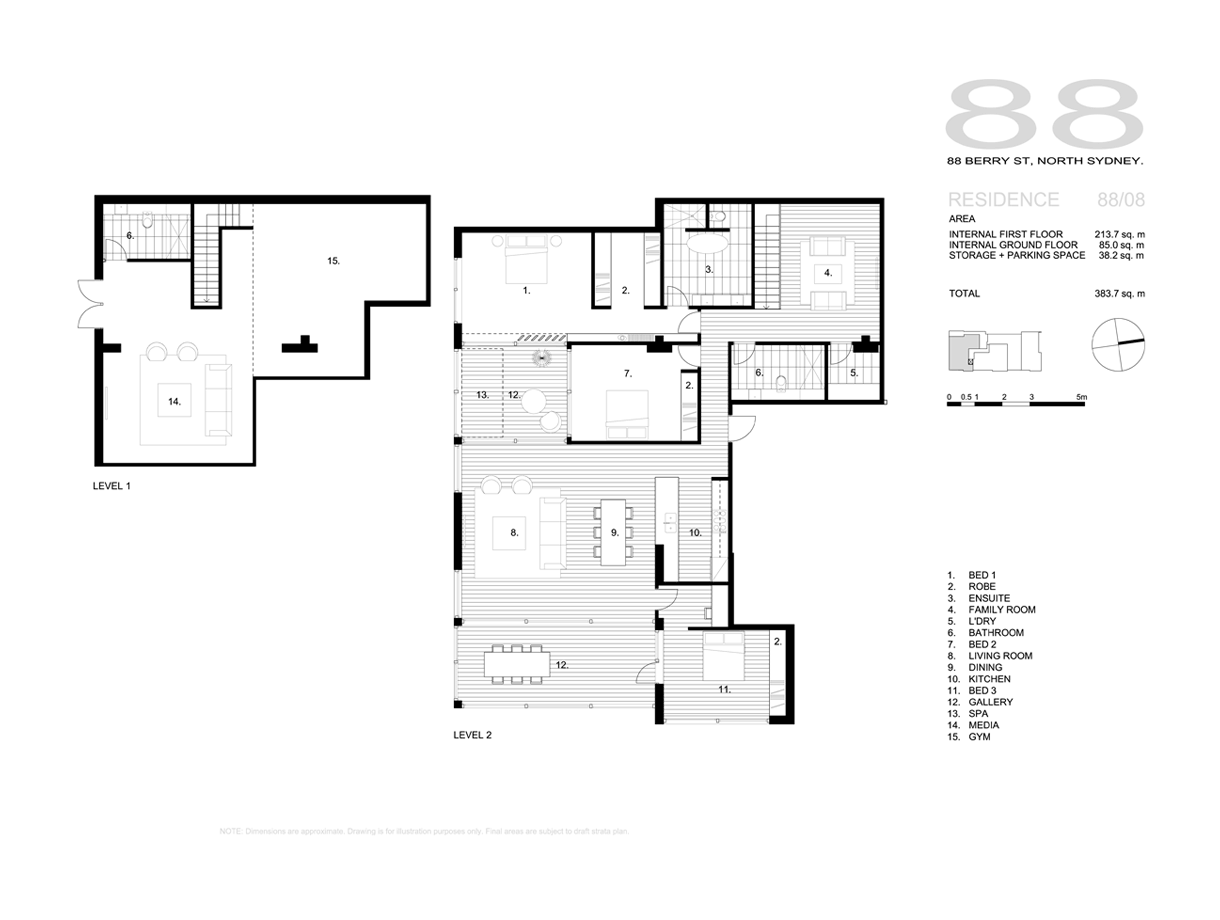 88
88 BERRY ST, NORTH SYDNEY.
RESIDENCE 88/08
AREA
INTERNAL FIRST FLOOR 213.7 sq. m
INTERNAL GROUND FLOOR 85.0 sq. m
STORAGE + PARKING SPACE 38.2 sq. m
TOTAL 383.7 sq. m
0 0.5 1 2 3 5m
6.
15.
14.
LEVEL 1
1.
2.
3.
4.
7.
2.
6.
5.
13.
12.
8.
9.
10.
12.
11.
2.
LEVEL 2
1. BED 1
2. ROBE
3. ENSUITE
4. FAMILY ROOM
5. L'DRY
6. BATHROOM
7. BED 2
8. LIVING ROOM
9. DINING
10. KITCHEN
11. BED 3
12. GALLERY
13. SPA
14. MEDIA
15. GYM
NOTE: Dimensions are approximate. Drawing is for illustration purposes only. Final areas are subject to draft strata plan.